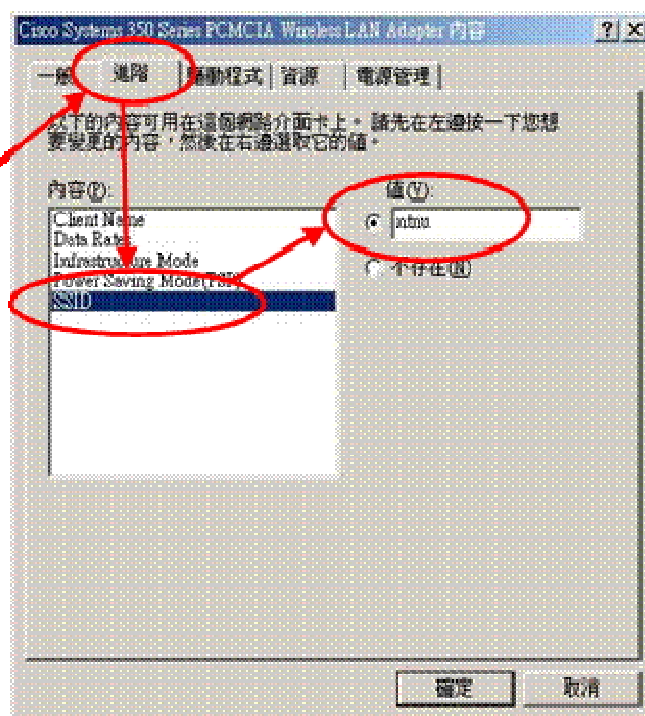 Cisco Systems 350 Series PCMCIA Wireless LAN Adapter 內容
一般 進階 驅動程式 資源 電源管理
以下的內容可用在這個網路介面卡上。請先在左邊按一下您想
要變更的內容，然後在右邊選取它的值。
內容(P):
Client Name
Data Rates
Infrastructure Mode
Power Saving Mode(PSP)
SSID
值(V):
ntnu
不存在(N)
確定
取消